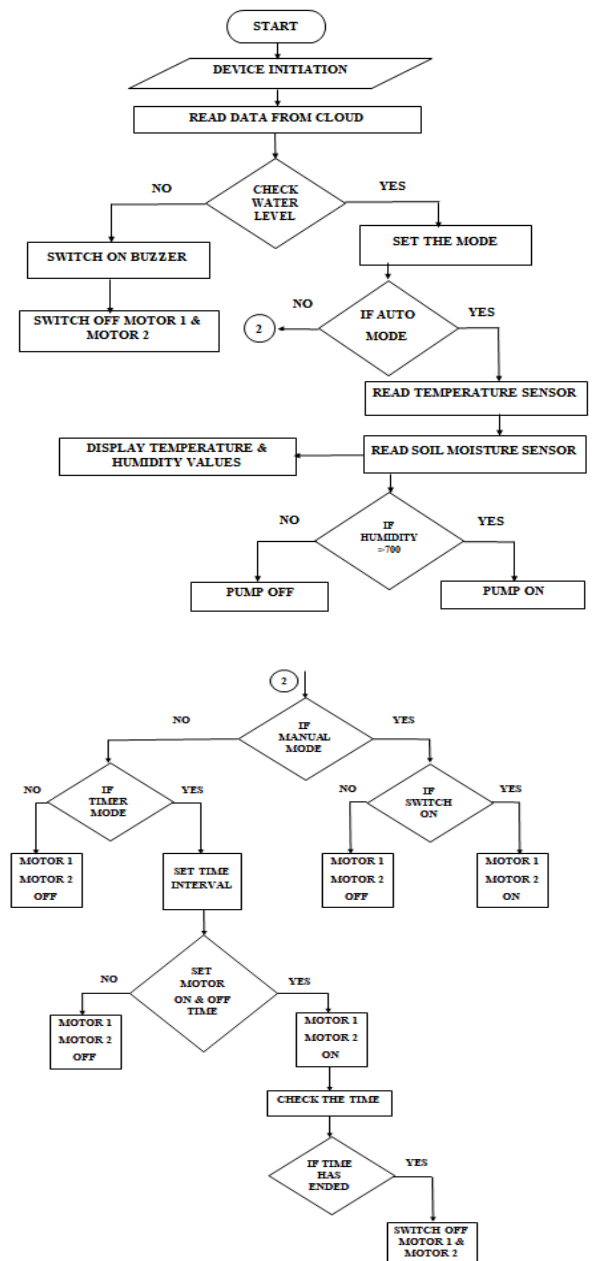 START
DEVICE INITIATION
READ DATA FROM CLOUD
NO
CHECK
WATER
LEVEL
YES
SWITCH ON BUZZER
SET THE MODE
SWITCH OFF MOTOR 1 &
MOTOR 2
2
NO
IF AUTO
MODE
YES
READ TEMPERATURE SENSOR
DISPLAY TEMPERATURE &
HUMIDITY VALUES
READ SOIL MOISTURE SENSOR
NO
IF
HUMIDITY
YES
PUMP OFF
PUMP ON
2
NO
IF
MANUAL
MODE
YES
NO
IF
TIMER
MODE
YES
NO
IF
SWITCH
ON
YES
MOTOR 1
MOTOR 2
OFF
SET TIME
INTERVAL
MOTOR 1
MOTOR 2
OFF
MOTOR 1
MOTOR 2
ON
NO
SET
MOTOR
ON & OFF
TIME
YES
MOTOR 1
MOTOR 2
OFF
MOTOR 1
MOTOR 2
ON
CHECK THE TIME
IF TIME
HAS
ENDED
YES
SWITCH OFF
MOTOR 1 &
MOTOR 2